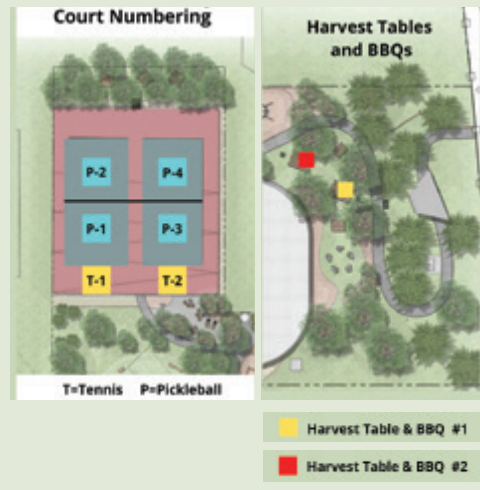 Court Numbering
P-2 P-4
P-1 P-3
T-1 T-2
T=Tennis P=Pickleball
Harvest Tables
and BBQs
Harvest Table & BBQ #1
Harvest Table & BBQ #2